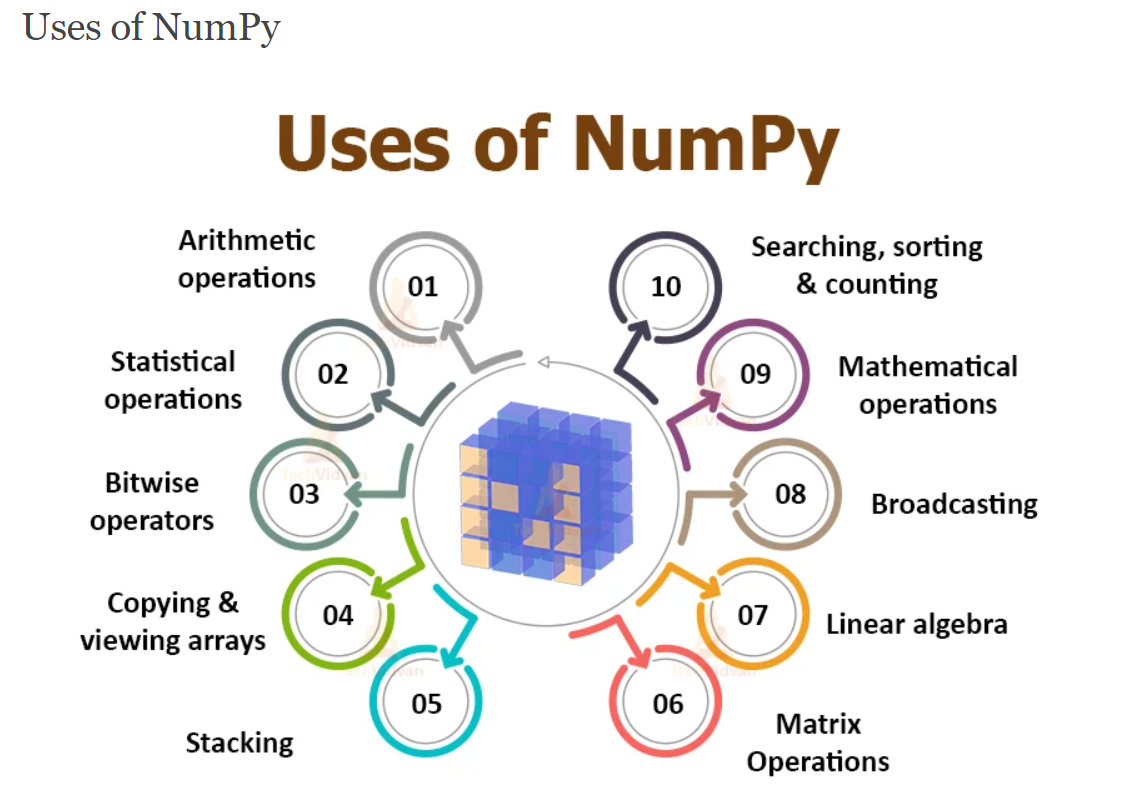 Uses of NumPy
Uses of NumPy
Arithmetic
operations
01
Statistical
operations
02
Bitwise
operators
03
Copying &
viewing arrays
04
Stacking
05
Matrix
Operations
06
Linear algebra
07
Broadcasting
08
Mathematical
operations
09
Searching, sorting
& counting
10